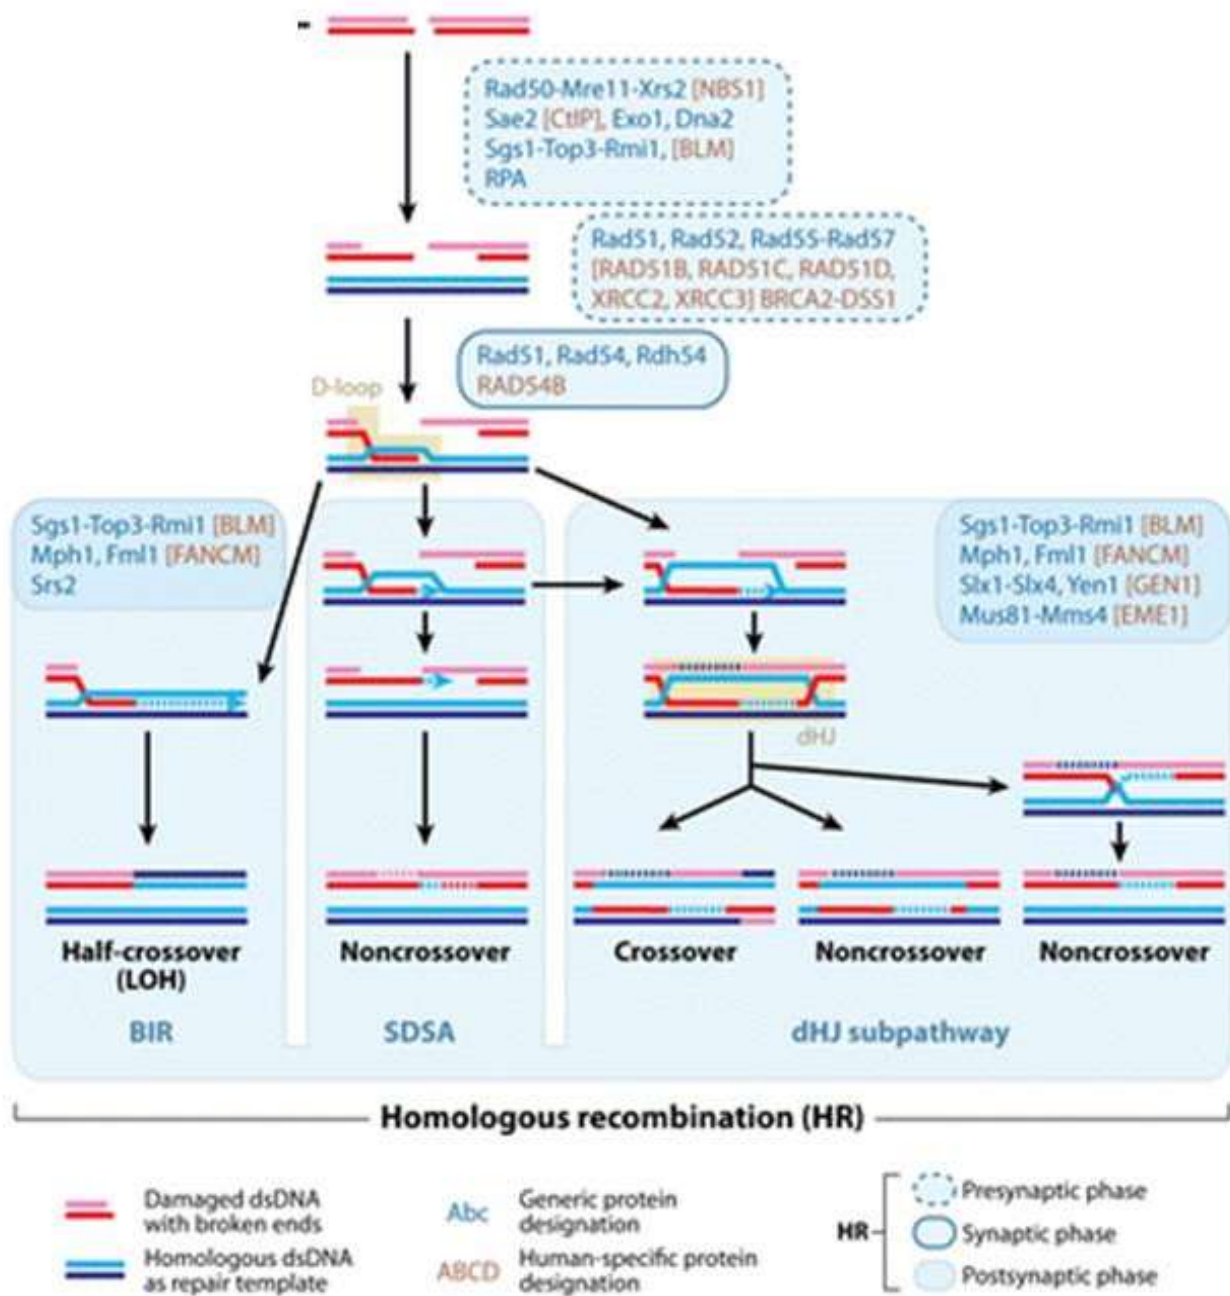 Rad50-Mre11-Xrs2 [NBS1]
Sae2 [CtIP], Exo1, Dna2
Sgs1-Top3-Rmi1, [BLM]
RPA
Rad51, Rad52, Rad55-Rad57
[RAD51B, RAD51C, RAD51D,
XRCC2, XRCC3] BRCA2-DSS1
Rad51, Rad54, Rdh54
RAD54B
D-loop
Sgs1-Top3-Rmi1 [BLM]
Mph1, Fml1 [FANCM]
Srs2
Sgs1-Top3-Rmi1 [BLM]
Mph1, Fml1 [FANCM]
Slx1-Slx4, Yen1 [GEN1]
Mus81-Mms4 [EME1]
dHJ
Half-crossover
(LOH)
Noncrossover
Crossover
Noncrossover
Noncrossover
BIR
SDSA
dHJ subpathway
Homologous recombination (HR)
Damaged dsDNA
with broken ends
Homologous dsDNA
as repair template
Abc
Generic protein
designation
ABCD
Human-specific protein
designation
HR
Presynaptic phase
Synaptic phase
Postsynaptic phase